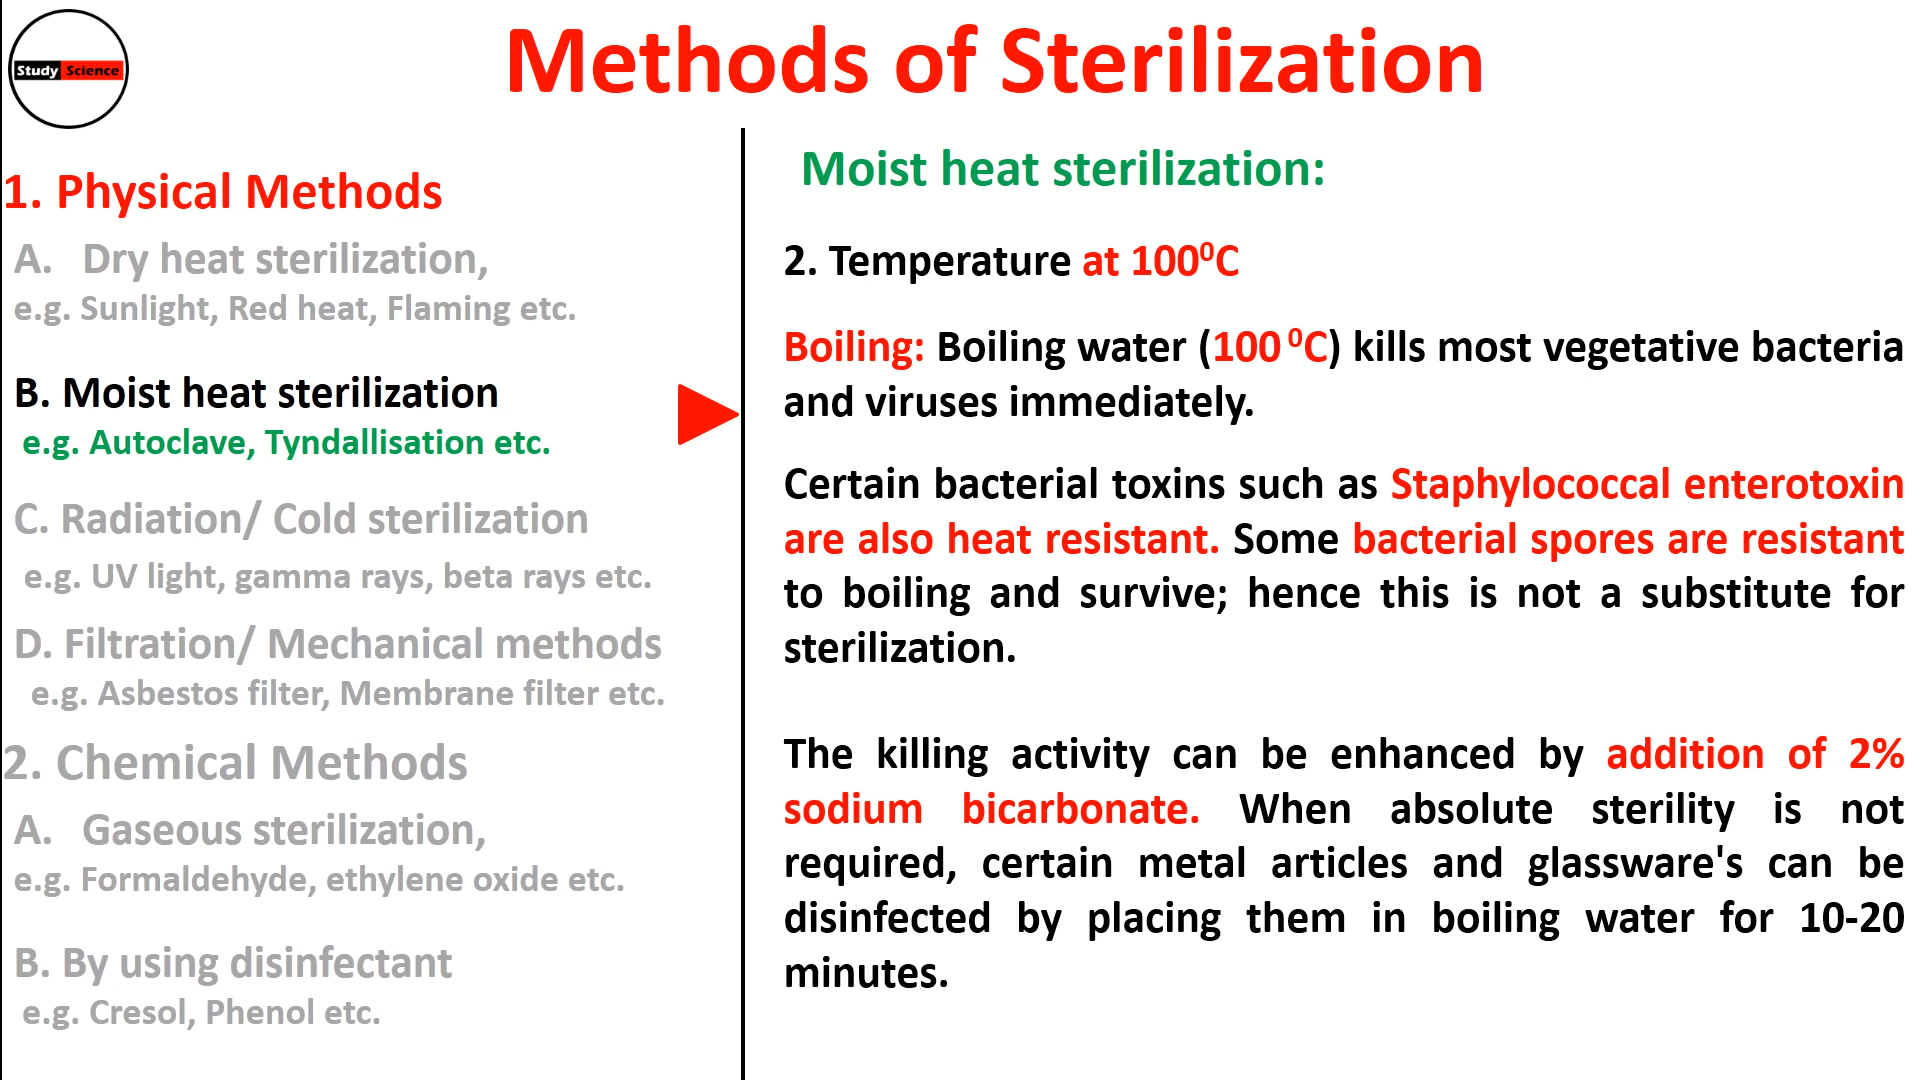 Study Science
Methods of Sterilization
1. Physical Methods
A. Dry heat sterilization,
e.g. Sunlight, Red heat, Flaming etc.
B. Moist heat sterilization
e.g. Autoclave, Tyndallisation etc.
C. Radiation/ Cold sterilization
e.g. UV light, gamma rays, beta rays etc.
D. Filtration/ Mechanical methods
e.g. Asbestos filter, Membrane filter etc.
2. Chemical Methods
A. Gaseous sterilization,
e.g. Formaldehyde, ethylene oxide etc.
B. By using disinfectant
e.g. Cresol, Phenol etc.
Moist heat sterilization:
2. Temperature at 100⁰C
Boiling: Boiling water (100 ⁰C) kills most vegetative bacteria
and viruses immediately.
Certain bacterial toxins such as Staphylococcal enterotoxin
are also heat resistant. Some bacterial spores are resistant
to boiling and survive; hence this is not a substitute for
sterilization.
The killing activity can be enhanced by addition of 2%
sodium bicarbonate. When absolute sterility is not
required, certain metal articles and glassware's can be
disinfected by placing them in boiling water for 10-20
minutes.